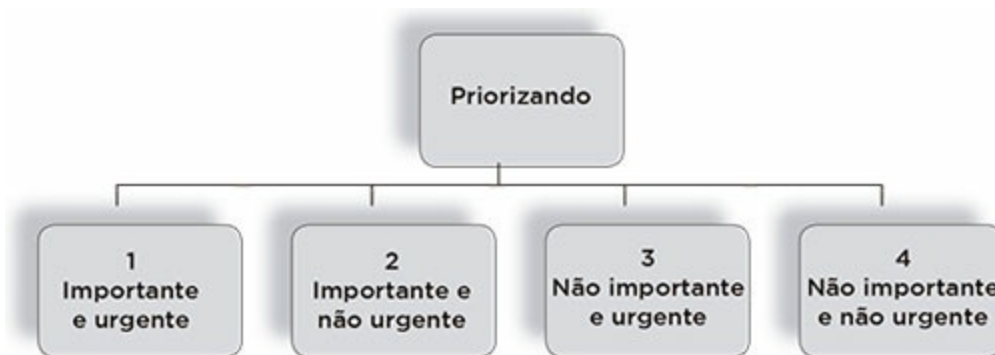 Priorizando
1
Importante
e urgente
2
Importante e
não urgente
3
Não importante
e urgente
4
Não importante
e não urgente